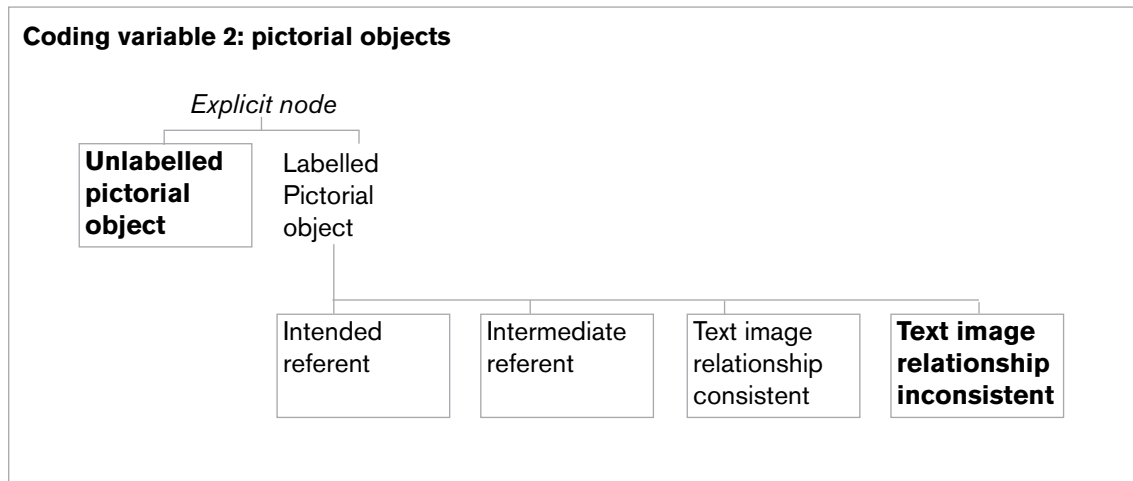 Coding variable 2: pictorial objects
Explicit node
Unlabelled
pictorial
object
Labelled
Pictorial
object
Intended
referent
Intermediate
referent
Text image
relationship
consistent
Text image
relationship
inconsistent